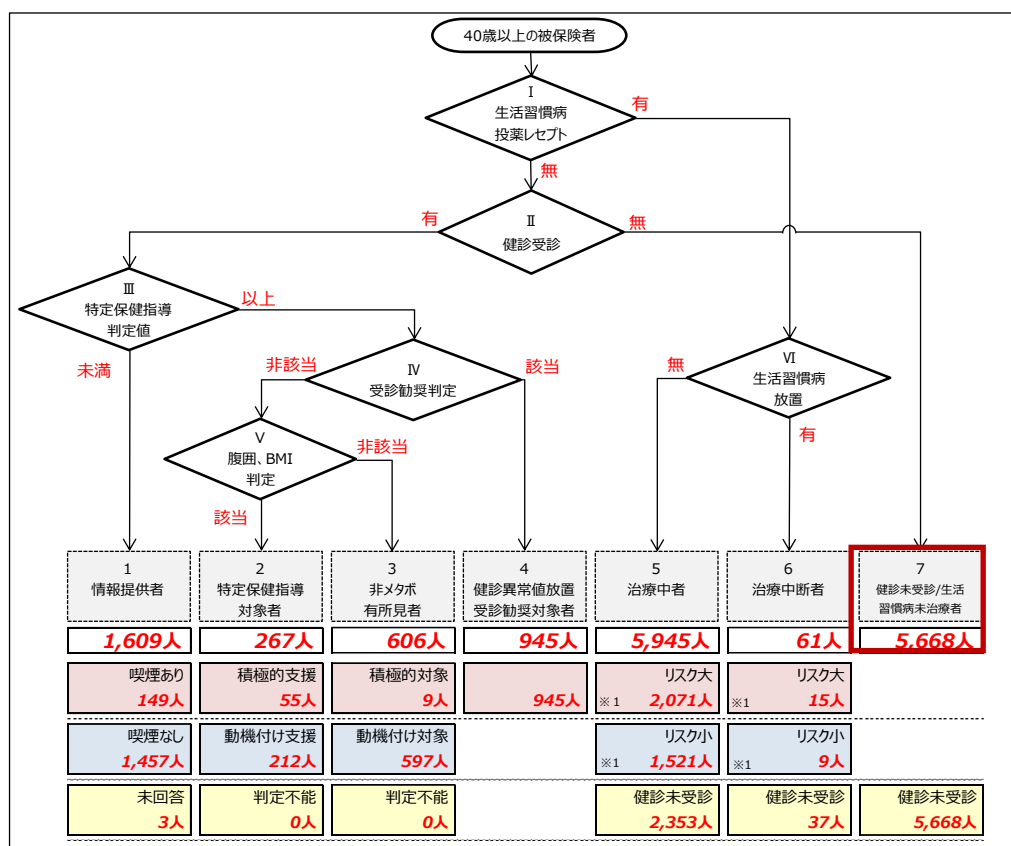 40歳以上の被保険者
Ⅰ
生活習慣病
投薬レセプト
有
無
Ⅱ
健診受診
有
無
Ⅲ
特定保健指導
判定値
以上
未満
Ⅳ
受診勧奨判定
非該当
該当
Ⅴ
腹囲、BMI
判定
非該当
該当
Ⅵ
生活習慣病
放置
無
有
1
情報提供者
1,609人
2
特定保健指導
対象者
267人
3
非メタボ
有所見者
606人
4
健診異常値放置
受診勧奨対象者
945人
5
治療中者
5,945人
6
治療中断者
61人
7
健診未受診/生活
習慣病未治療者
5,668人
喫煙あり
149人
積極的支援
55人
積極的対象
9人
945人
リスク大
※1 2,071人
リスク大
※1 15人
喫煙なし
1,457人
動機付け支援
212人
動機付け対象
597人
リスク小
※1 1,521人
リスク小
※1 9人
未回答
3人
判定不能
0人
判定不能
0人
健診未受診
2,353人
健診未受診
37人
健診未受診
5,668人